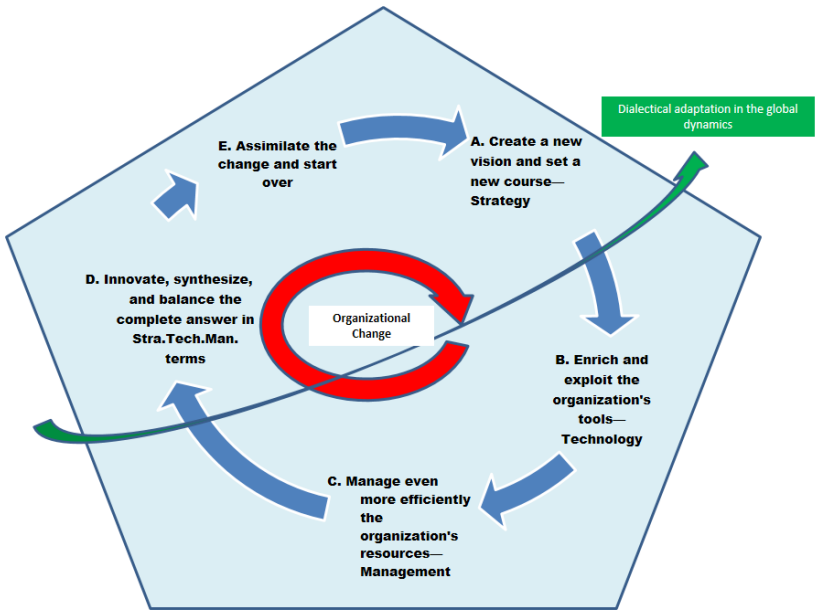 Dialectical adaptation in the global
dynamics
E. Assimilate the
change and start
over
A. Create a new
vision and set a
new course—
Strategy
D. Innovate, synthesize,
and balance the
complete answer in
Stra.Tech.Man.
terms
Organizational
Change
B. Enrich and
exploit the
organization's
tools—
Technology
C. Manage even
more efficiently
the
organization's
resources—
Management